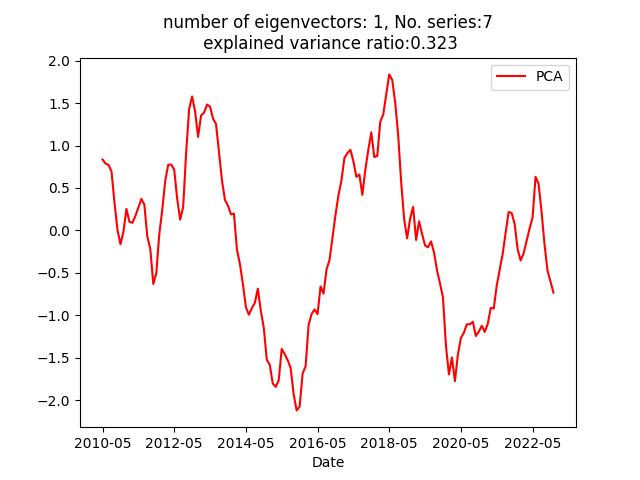 number of eigenvectors: 1, No. series:7
explained variance ratio:0.323
PCA
2.0
1.5
1.0
0.5
0.0
−0.5
−1.0
−1.5
−2.0
2010-05 2012-05 2014-05 2016-05 2018-05 2020-05 2022-05
Date